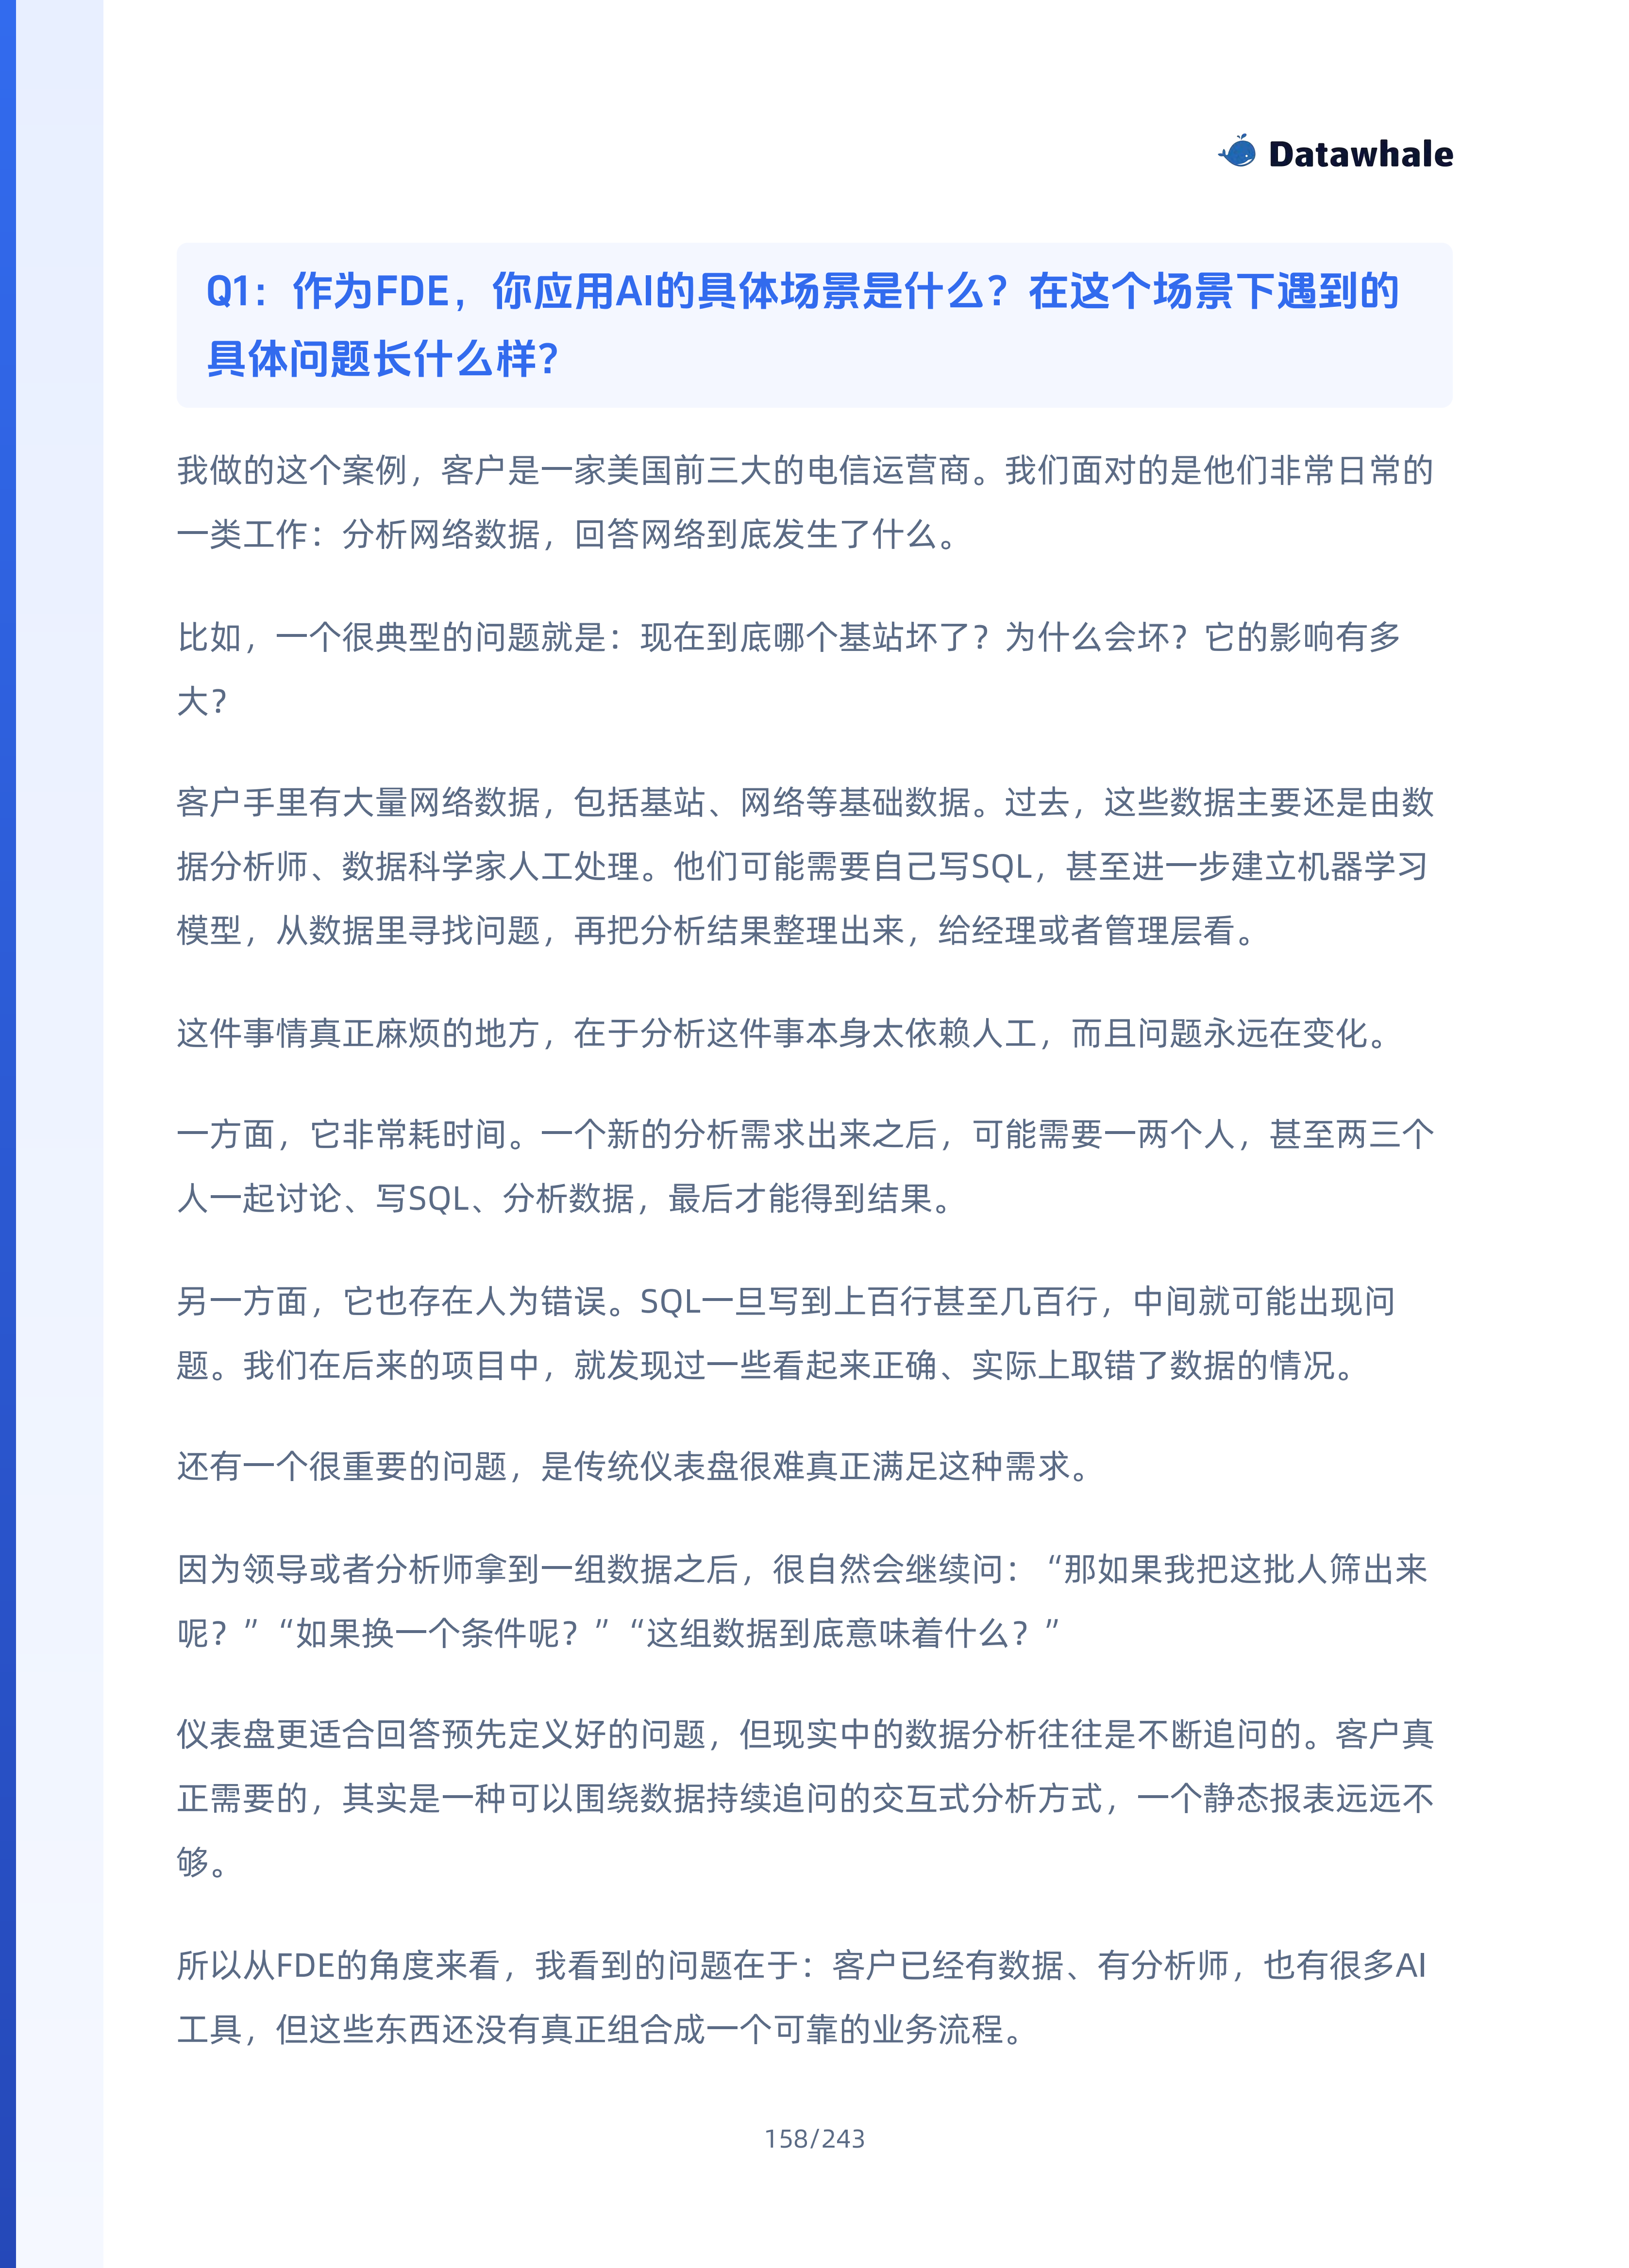 Datawhale
Q1：作为FDE，你应用AI的具体场景是什么？在这个场景下遇到的
具体问题长什么样？
我做的这个案例，客户是一家美国前三大的电信运营商。我们面对的是他们非常日常的
一类工作：分析网络数据，回答网络到底发生了什么。
比如，一个很典型的问题就是：现在到底哪个基站坏了？为什么会坏？它的影响有多
大？
客户手里有大量网络数据，包括基站、网络等基础数据。过去，这些数据主要还是由数
据分析师、数据科学家人工处理。他们可能需要自己写SQL，甚至进一步建立机器学习
模型，从数据里寻找问题，再把分析结果整理出来，给经理或者管理层看。
这件事情真正麻烦的地方，在于分析这件事本身太依赖人工，而且问题永远在变化。
一方面，它非常耗时间。一个新的分析需求出来之后，可能需要一两个人，甚至两三个
人一起讨论、写SQL、分析数据，最后才能得到结果。
另一方面，它也存在人为错误。SQL一旦写到上百行甚至几百行，中间就可能出现问
题。我们在后来的项目中，就发现过一些看起来正确、实际上取错了数据的情况。
还有一个很重要的问题，是传统仪表盘很难真正满足这种需求。
因为领导或者分析师拿到一组数据之后，很自然会继续问：“那如果我把这批人筛出来
呢？”“如果换一个条件呢？”“这组数据到底意味着什么？”
仪表盘更适合回答预先定义好的问题，但现实中的数据分析往往是不断追问的。客户真
正需要的，其实是一种可以围绕数据持续追问的交互式分析方式，一个静态报表远远不
够。
所以从FDE的角度来看，我看到的问题在于：客户已经有数据、有分析师，也有很多AI
工具，但这些东西还没有真正组合成一个可靠的业务流程。
158/243